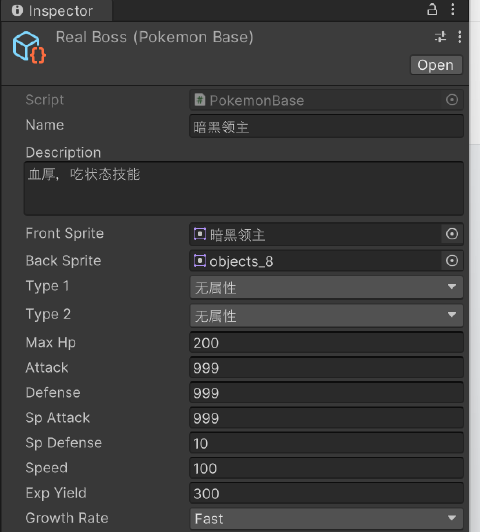 Inspector
Real Boss (Pokemon Base)
Open
Script PokemonBase
Name 暗黑领主
Description
血厚，吃状态技能
Front Sprite 暗黑领主
Back Sprite objects_8
Type 1 无属性
Type 2 无属性
Max Hp 200
Attack 999
Defense 999
Sp Attack 999
Sp Defense 10
Speed 100
Exp Yield 300
Growth Rate Fast